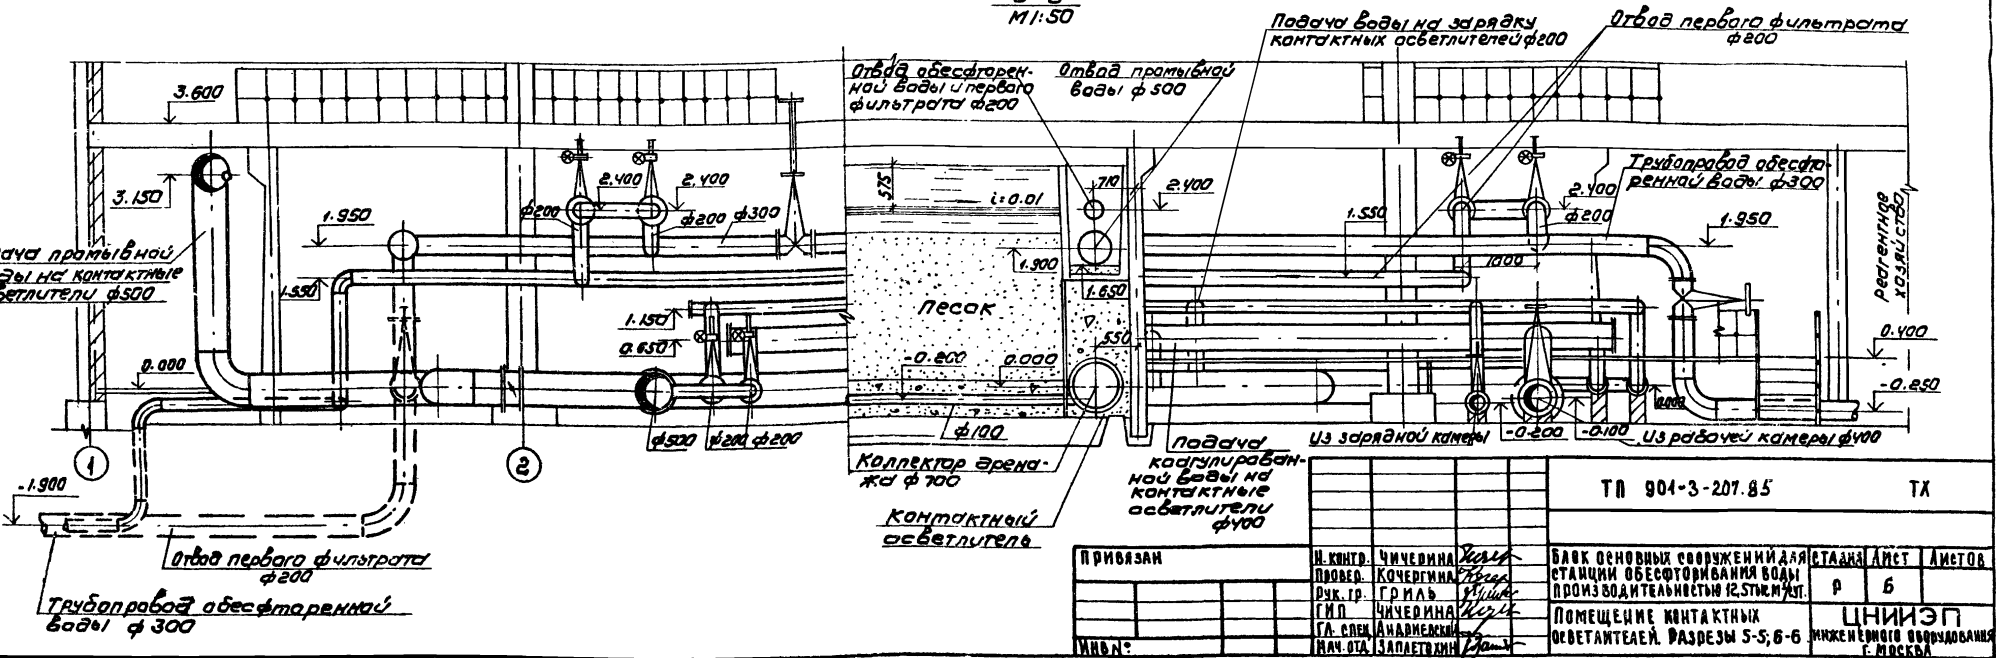 М 1:50
Подача воды на зарядку
контактных осветлителей ф200
Отвод первого фильтрата
ф200
Отвод обесфторен-
ной воды и первого
фильтрата ф200
Отвод промывной
воды ф500
3.600
3.150
2.400
2.400
575
i=0.01
710
2.400
1.550
2.400
Трубопровод обесфто-
ренной воды ф300
ф200
1.950
ф200
ф200
ф300
1.950
1.900
1.650
1000
Реагентное
хозяйство
промывной
на контактные
ф500
1.550
1.150
0.650
песок
550
0.400
0.000
-0.200
0.000
-0.250
0.000
ф500
ф200
ф200
ф100
Из зарядной камеры
-0.200
-0.100
Из рабочей камеры ф400
1
2
Коллектор дрена-
жа ф700
Подача
коагулирован-
ной воды на
контактные
осветлители
ф400
-1.900
Контактный
осветлитель
Отвод первого фильтрата
ф200
Трубопровод обесфторенной
воды ф300
ТП 901-3-207.85 ТХ
Привязан
Инв №:
Н.контр. Чичерина
Провер. Кочергина
Рук. гр. Гриль
ГИП Чичерина
Гл. спец Андриевский
Нач. отд Заплетохин
Блок основных сооружений для
станции обесфторивания воды
производительностью 12,5 тыс м³/сут.
Стадия Лист Листов
Р 6
Помещение контактных
осветлителей. Разрезы 5-5, 6-6
ЦНИИЭП
инженерного оборудования
г. Москва